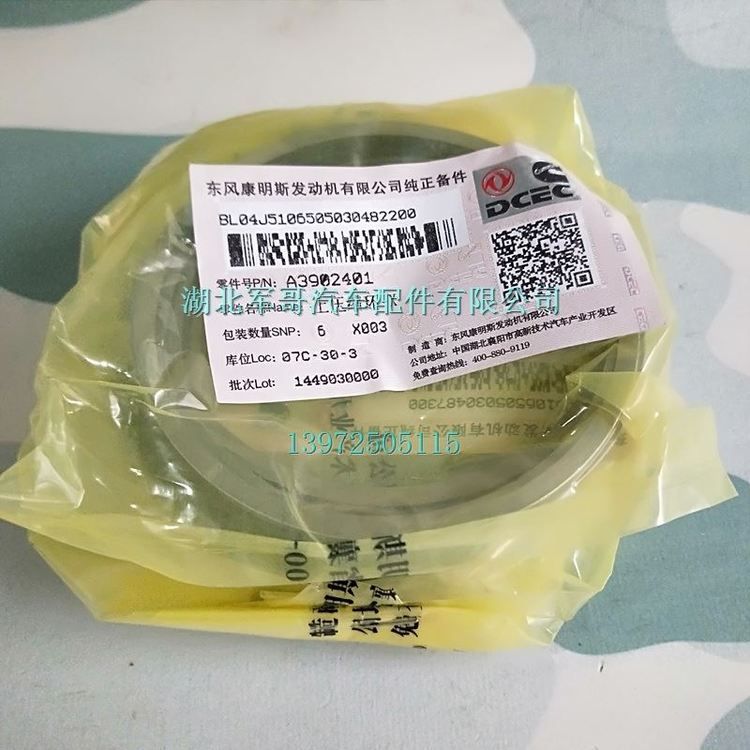 东风康明斯发动机有限公司纯正备件
BL04J5106505030482200
DCEC
零件号P/N: A3902401
湖北军哥汽车配件有限公司
包装数量SNP: 6 X003
库位Loc: 07C-30-3
批次Lot: 1449030000
制 造 商: 东风康明斯发动机有限公司
公司地址: 中国湖北襄阳市高新技术汽车产业开发区
免费查询热线: 400-880-9119
13972505115